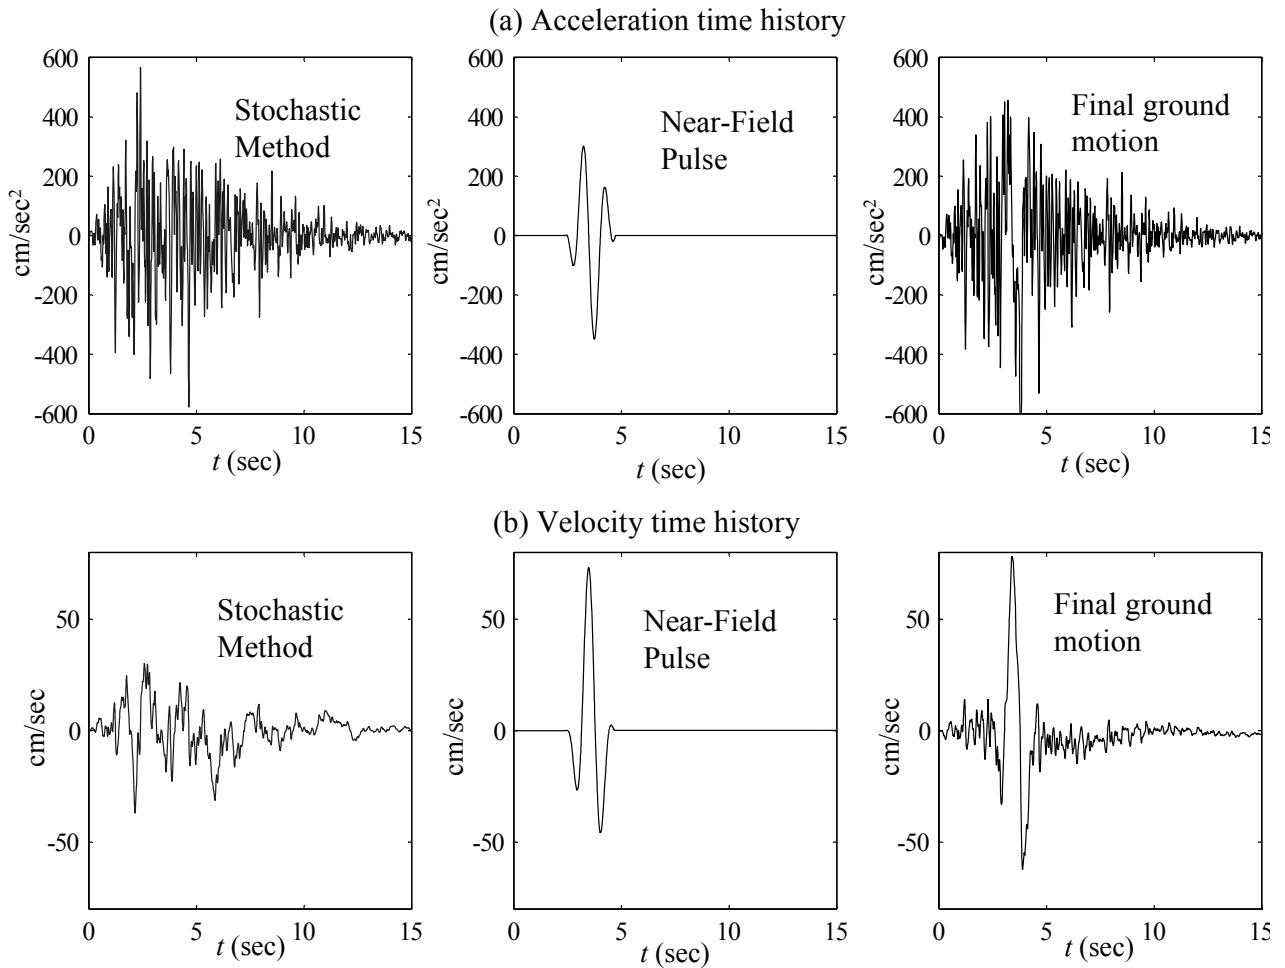 (a) Acceleration time history
600
400
200
0
-200
-400
-600
cm/sec²
Stochastic
Method
0 5 10 15
t (sec)
600
400
200
0
-200
-400
-600
cm/sec²
Near-Field
Pulse
0 5 10 15
t (sec)
600
400
200
0
-200
-400
-600
cm/sec²
Final ground
motion
0 5 10 15
t (sec)
(b) Velocity time history
50
0
-50
cm/sec
Stochastic
Method
0 5 10 15
t (sec)
50
0
-50
cm/sec
Near-Field
Pulse
0 5 10 15
t (sec)
50
0
-50
cm/sec
Final ground
motion
0 5 10 15
t (sec)